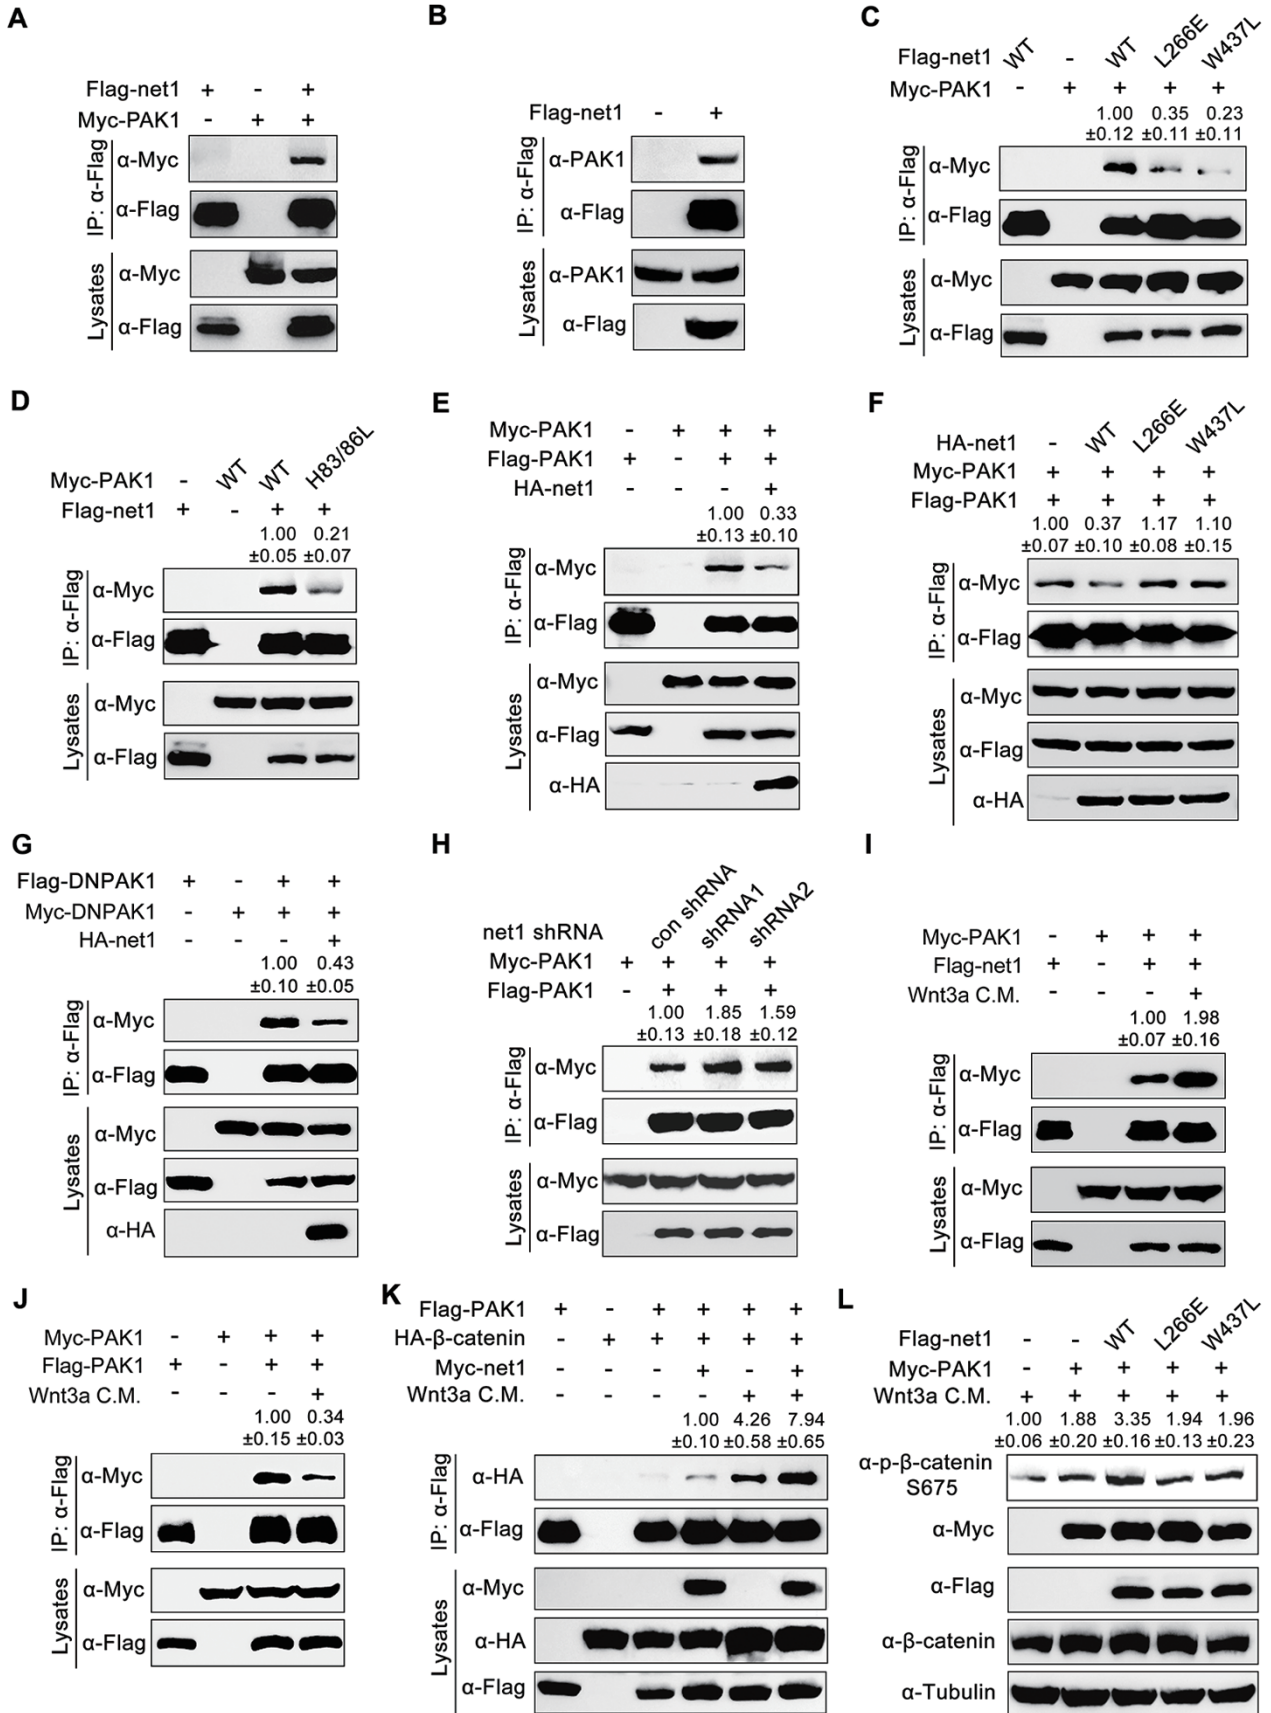 A
Flag-net1 + - +
Myc-PAK1 - + +
IP: α-Flag
α-Myc
α-Flag
Lysates
α-Myc
α-Flag
B
Flag-net1 - +
IP: α-Flag
α-PAK1
α-Flag
Lysates
α-PAK1
α-Flag
C
Flag-net1 WT - WT L266E W437L
Myc-PAK1 - + + + +
1.00 0.35 0.23
±0.12 ±0.11 ±0.11
IP: α-Flag
α-Myc
α-Flag
Lysates
α-Myc
α-Flag
D
Myc-PAK1 - WT WT H83/86L
Flag-net1 + - + +
1.00 0.21
±0.05 ±0.07
IP: α-Flag
α-Myc
α-Flag
Lysates
α-Myc
α-Flag
E
Myc-PAK1 - + + +
Flag-PAK1 + - + +
HA-net1 - - - +
1.00 0.33
±0.13 ±0.10
IP: α-Flag
α-Myc
α-Flag
Lysates
α-Myc
α-Flag
α-HA
F
HA-net1 - WT L266E W437L
Myc-PAK1 + + + +
Flag-PAK1 + + + +
1.00 0.37 1.17 1.10
±0.07 ±0.10 ±0.08 ±0.15
IP: α-Flag
α-Myc
α-Flag
Lysates
α-Myc
α-Flag
α-HA
G
Flag-DNPAK1 + - + +
Myc-DNPAK1 - + + +
HA-net1 - - - +
1.00 0.43
±0.10 ±0.05
IP: α-Flag
α-Myc
α-Flag
Lysates
α-Myc
α-Flag
α-HA
H
net1 shRNA con shRNA shRNA1 shRNA2
Myc-PAK1 + + + +
Flag-PAK1 - + + +
1.00 1.85 1.59
±0.13 ±0.18 ±0.12
IP: α-Flag
α-Myc
α-Flag
Lysates
α-Myc
α-Flag
I
Myc-PAK1 - + + +
Flag-net1 + - + +
Wnt3a C.M. - - - +
1.00 1.98
±0.07 ±0.16
IP: α-Flag
α-Myc
α-Flag
Lysates
α-Myc
α-Flag
J
Myc-PAK1 - + + +
Flag-PAK1 + - + +
Wnt3a C.M. - - - +
1.00 0.34
±0.15 ±0.03
IP: α-Flag
α-Myc
α-Flag
Lysates
α-Myc
α-Flag
K
Flag-PAK1 + - + + + +
HA-β-catenin - + + + + +
Myc-net1 - - - + - +
Wnt3a C.M. - - - - + +
1.00 4.26 7.94
±0.10 ±0.58 ±0.65
IP: α-Flag
α-HA
α-Flag
Lysates
α-Myc
α-HA
α-Flag
L
Flag-net1 - - WT L266E W437L
Myc-PAK1 - + + + +
Wnt3a C.M. + + + + +
1.00 1.88 3.35 1.94 1.96
±0.06 ±0.20 ±0.16 ±0.13 ±0.23
α-p-β-catenin
S675
α-Myc
α-Flag
α-β-catenin
α-Tubulin